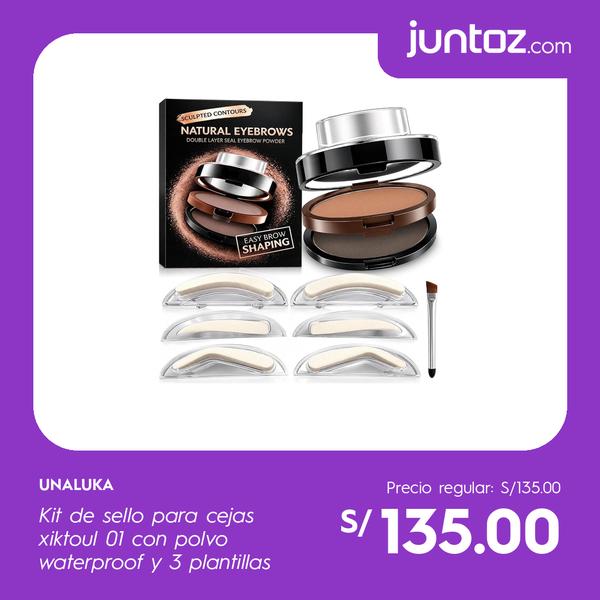 juntoz.com
SCULPTED CONTOURS
NATURAL EYEBROWS
DOUBLE LAYER SEAL EYEBROW POWDER
EASY BROW
SHAPING
UNALUKA
Kit de sello para cejas
xiktoul 01 con polvo
waterproof y 3 plantillas
Precio regular: S/135.00
S/135.00